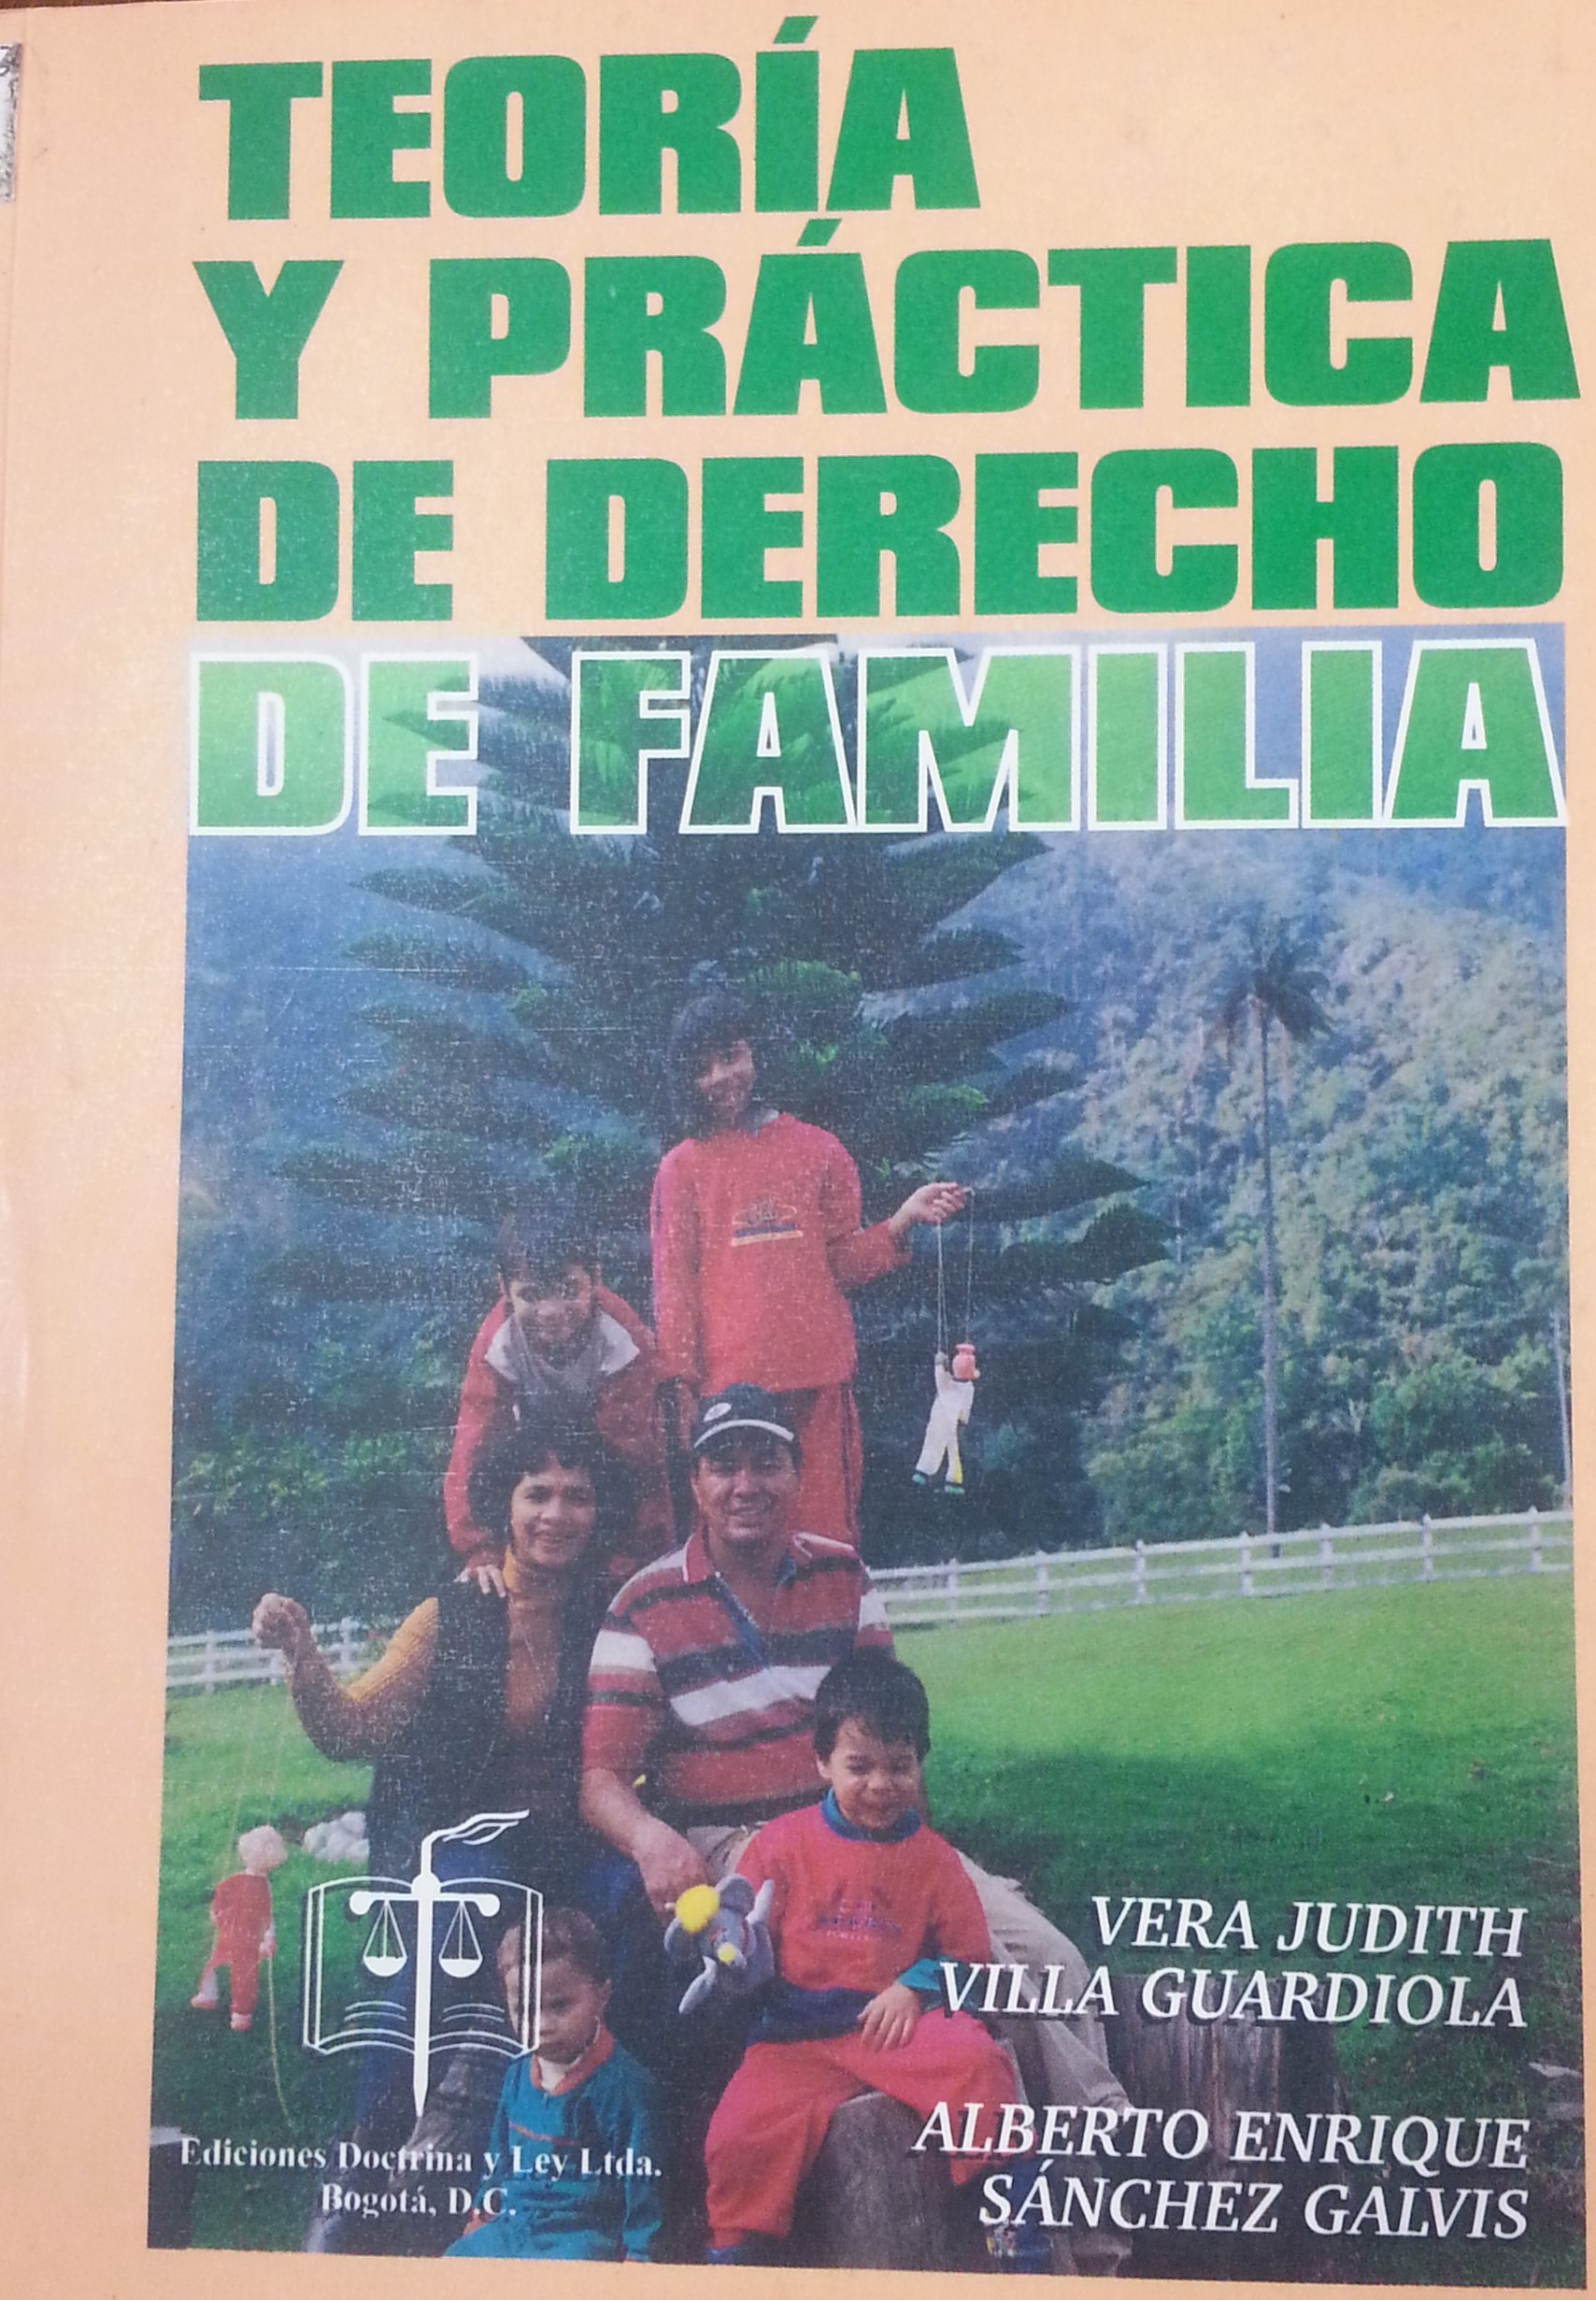 TEORÍA
Y PRÁCTICA
DE DERECHO
DE FAMILIA
VERA JUDITH
VILLA GUARDIOLA
ALBERTO ENRIQUE
SÁNCHEZ GALVIS
Ediciones Doctrina y Ley Ltda.
Bogotá, D.C.